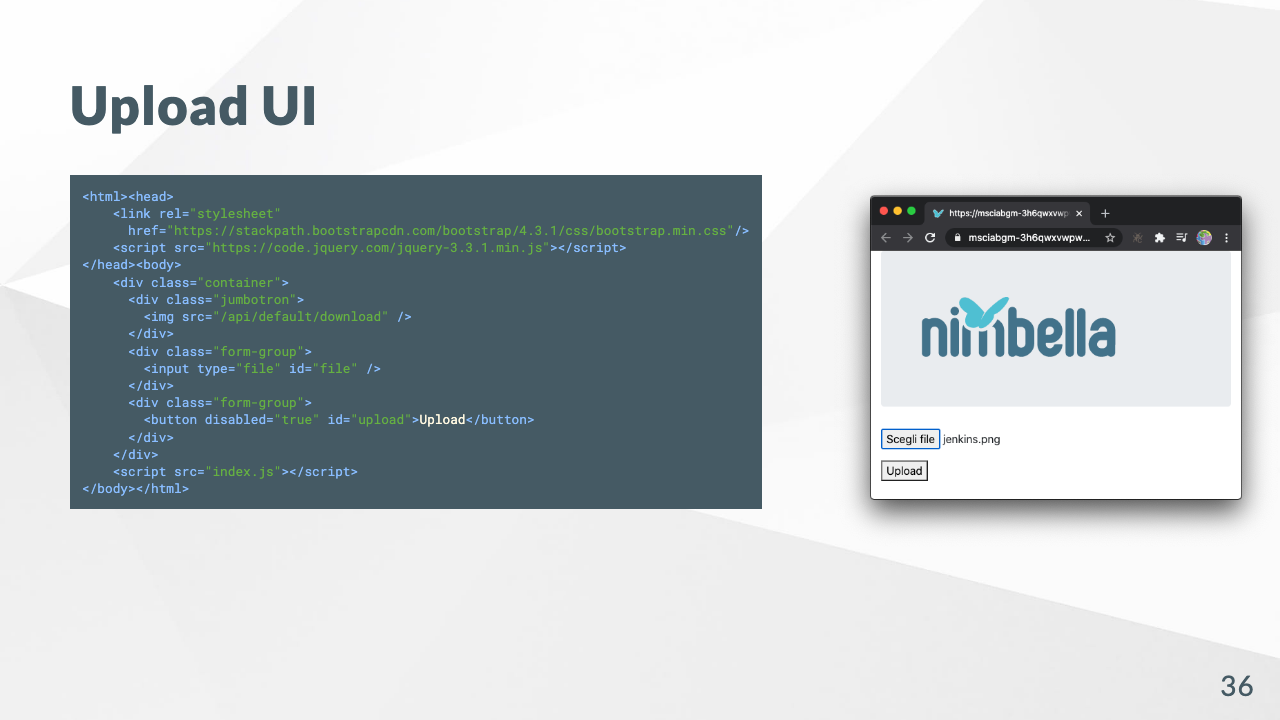 Upload UI
<html><head>
<link rel="stylesheet"
href="https://stackpath.bootstrapcdn.com/bootstrap/4.3.1/css/bootstrap.min.css"/>
<script src="https://code.jquery.com/jquery-3.3.1.min.js"></script>
</head><body>
<div class="container">
<div class="jumbotron">
<img src="/api/default/download" />
</div>
<div class="form-group">
<input type="file" id="file" />
</div>
<div class="form-group">
<button disabled="true" id="upload">Upload</button>
</div>
</div>
<script src="index.js"></script>
</body></html>
https://msciabgm-3h6qwxvwp
msciabgm-3h6qwxvwpw...
nimbella
Scegli file jenkins.png
Upload
36